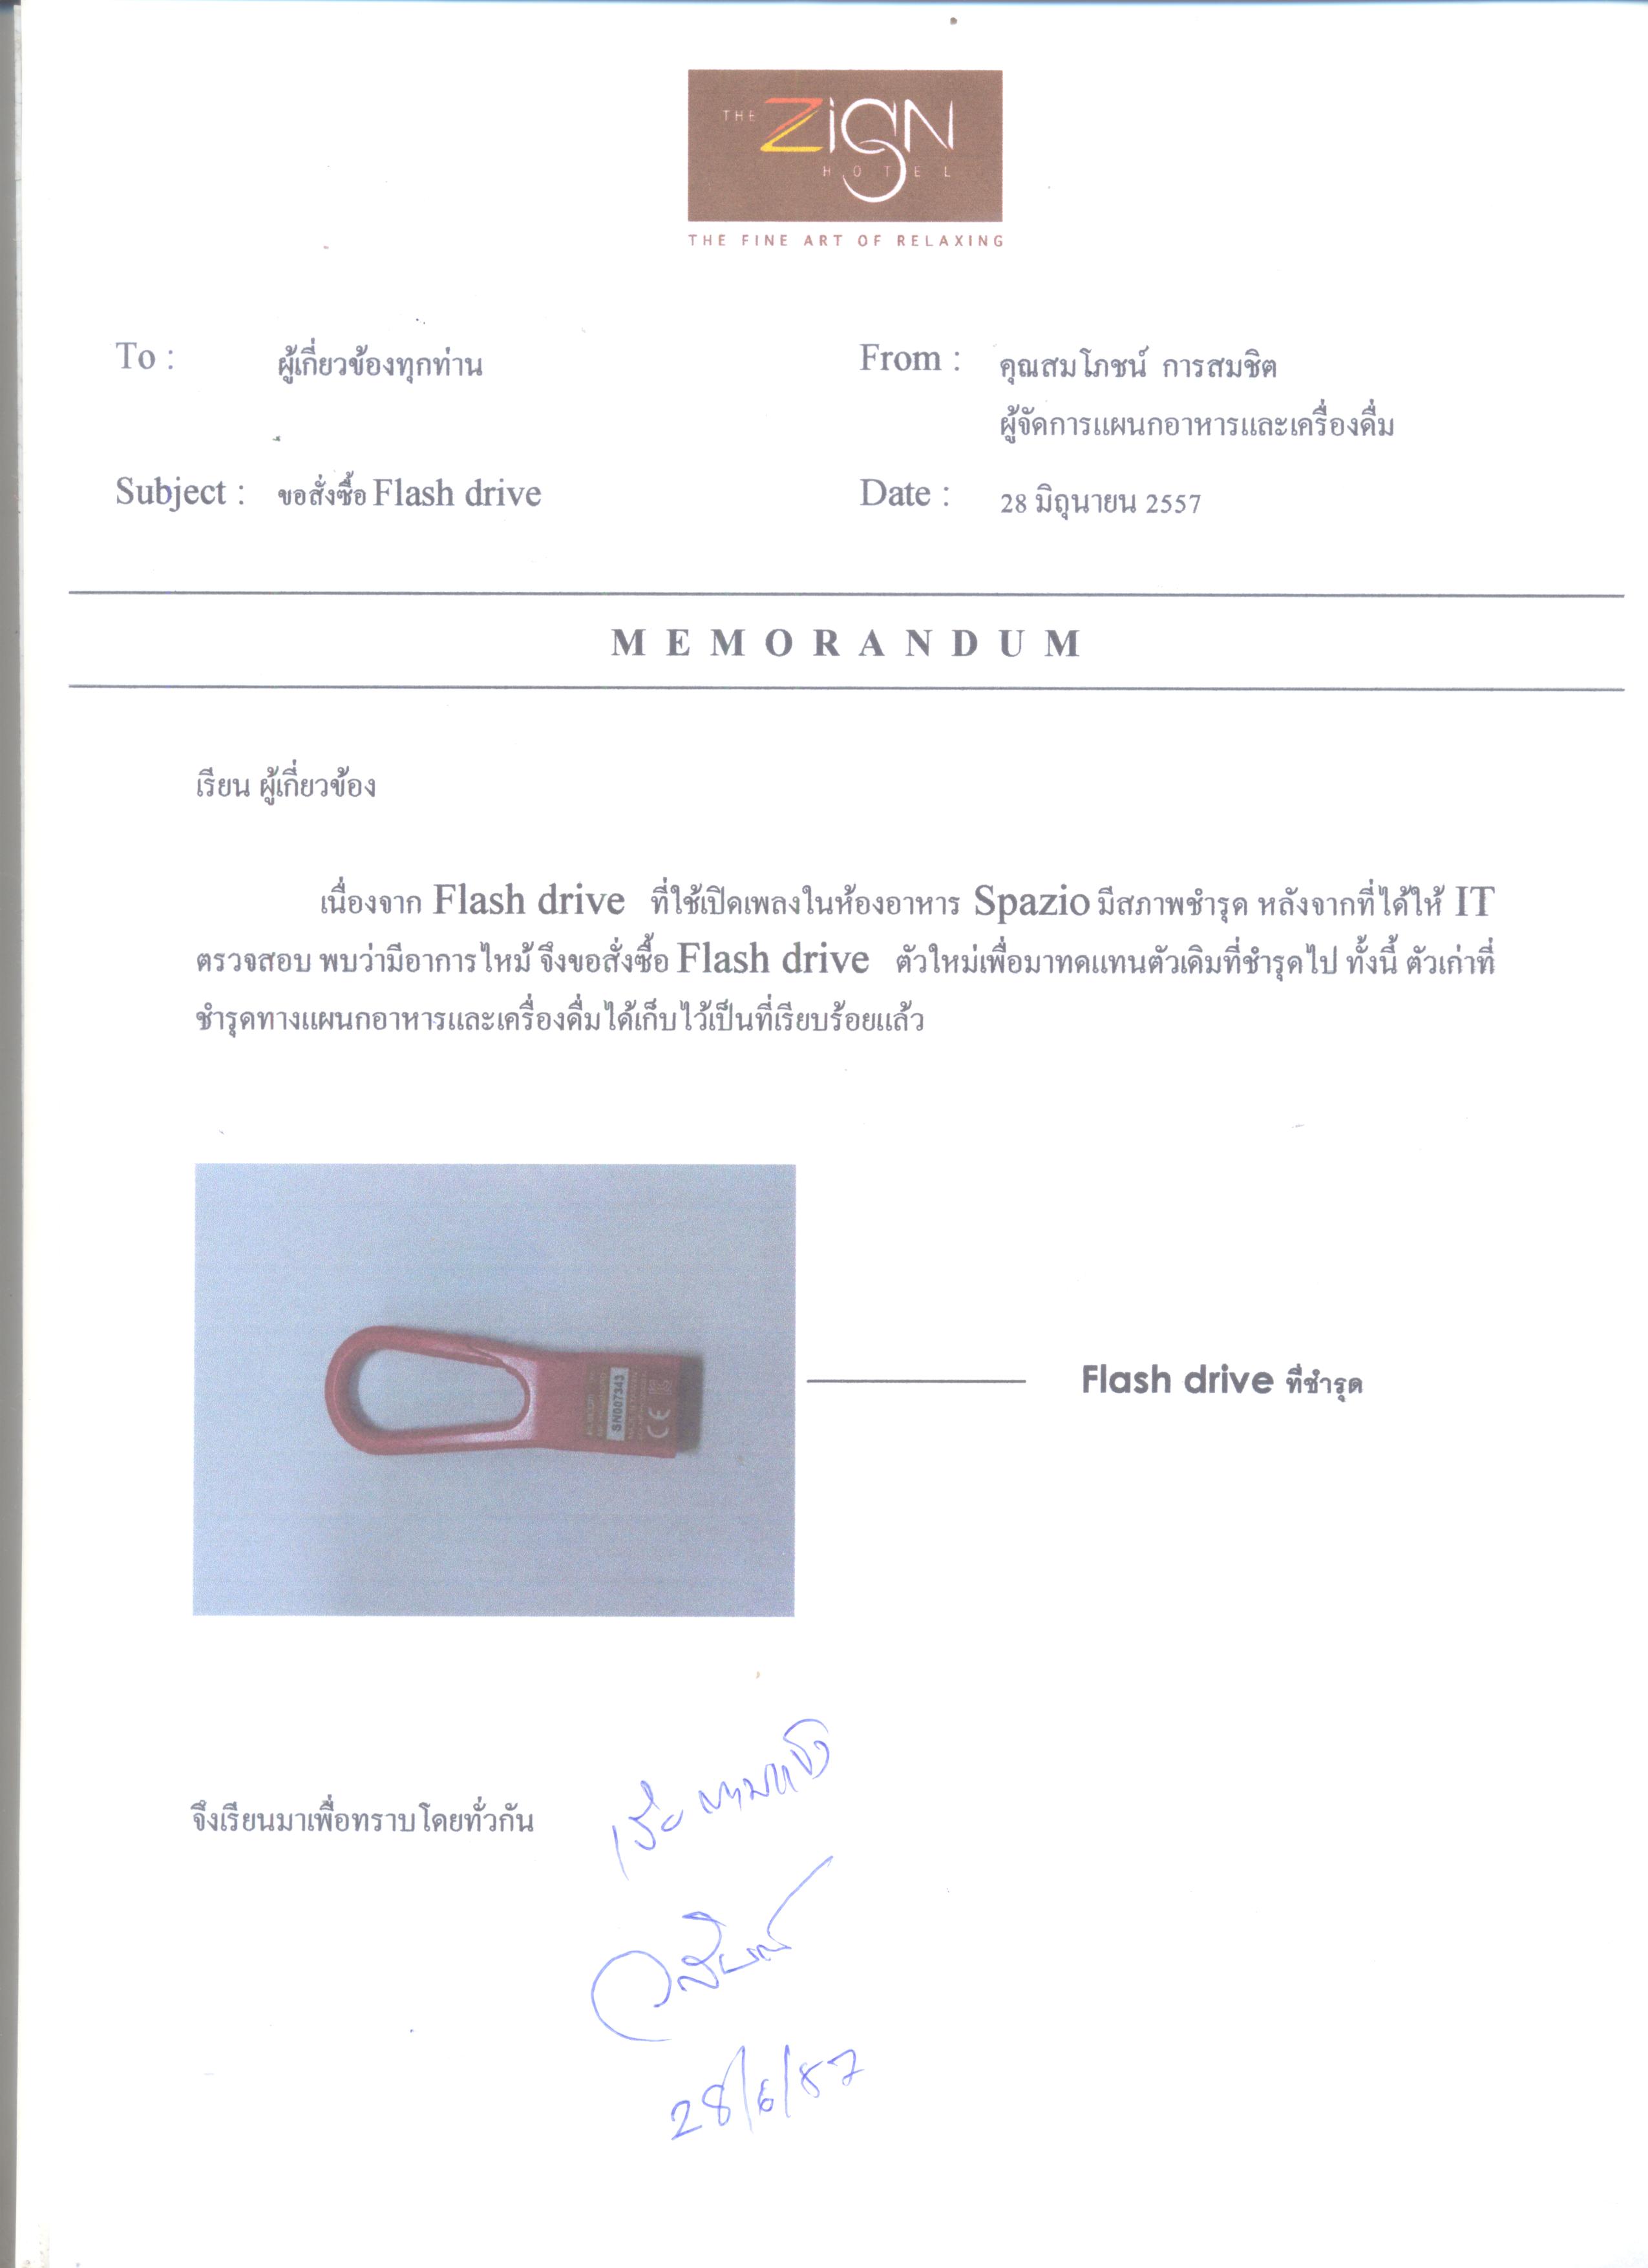 THE ZiGN
HOTEL
THE FINE ART OF RELAXING
To : ผู้เกี่ยวข้องทุกท่าน From : คุณสมโภชน์ การสมชิต
ผู้จัดการแผนกอาหารและเครื่องดื่ม
Subject : ขอสั่งซื้อ Flash drive Date : 28 มิถุนายน 2557
MEMORANDUM
เรียน ผู้เกี่ยวข้อง
เนื่องจาก Flash drive ที่ใช้เปิดเพลงในห้องอาหาร Spazio มีสภาพชำรุด หลังจากที่ได้ให้ IT
ตรวจสอบ พบว่ามีอาการไหม้ จึงขอสั่งซื้อ Flash drive ตัวใหม่เพื่อมาทดแทนตัวเดิมที่ชำรุดไป ทั้งนี้ ตัวเก่าที่
ชำรุดทางแผนกอาหารและเครื่องดื่มได้เก็บไว้เป็นที่เรียบร้อยแล้ว
SN007343
CE
Flash drive ที่ชำรุด
จึงเรียนมาเพื่อทราบโดยทั่วกัน
28/6/57